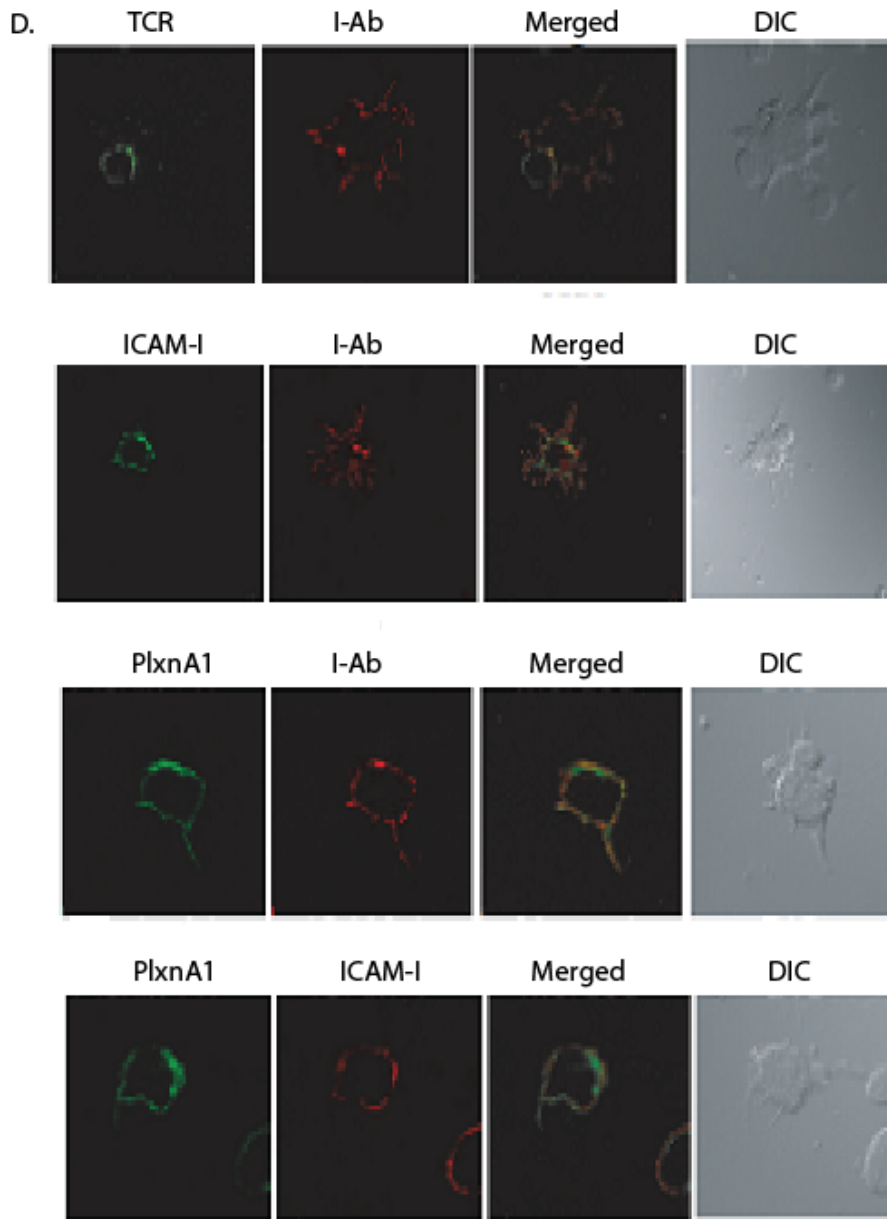 D. TCR I-Ab Merged DIC
ICAM-I I-Ab Merged DIC
PlxnA1 I-Ab Merged DIC
PlxnA1 ICAM-I Merged DIC